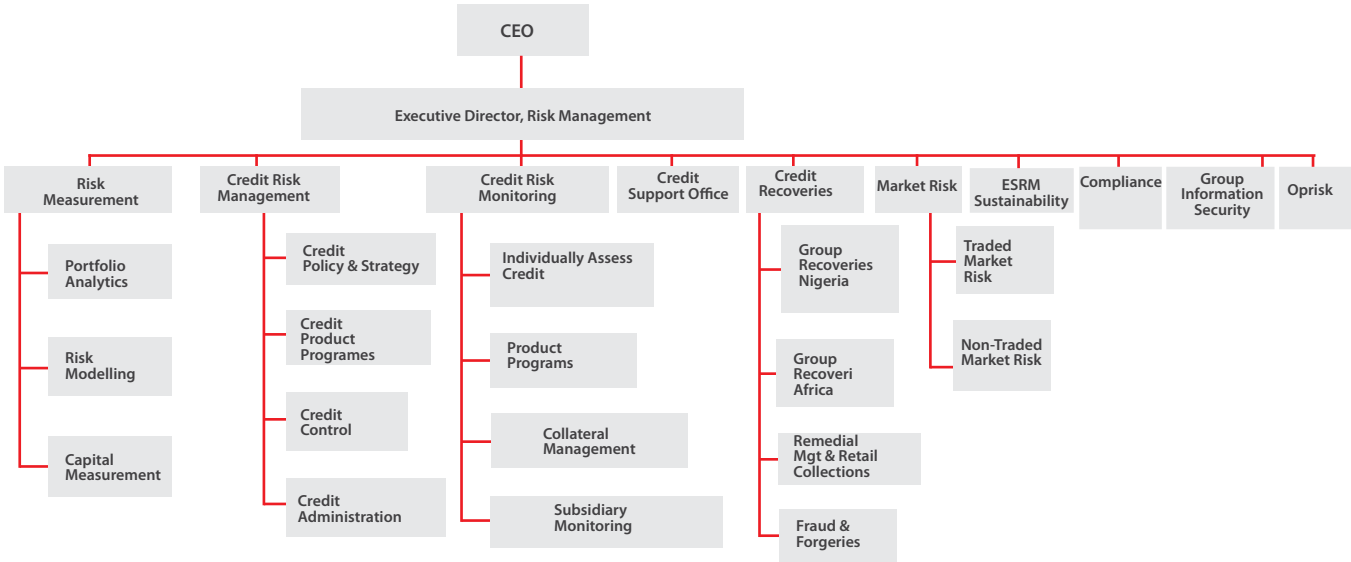 CEO
Executive Director, Risk Management
Risk
Measurement
Credit Risk
Management
Credit Risk
Monitoring
Credit
Support Office
Credit
Recoveries
Market Risk
ESRM
Sustainability
Compliance
Group
Information
Security
Oprisk
Portfolio
Analytics
Risk
Modelling
Capital
Measurement
Credit
Policy & Strategy
Credit
Product
Programes
Credit
Control
Credit
Administration
Individually Assess
Credit
Product
Programs
Collateral
Management
Subsidiary
Monitoring
Group
Recoveries
Nigeria
Group
Recoveri
Africa
Remedial
Mgt & Retail
Collections
Fraud &
Forgeries
Traded
Market
Risk
Non-Traded
Market Risk